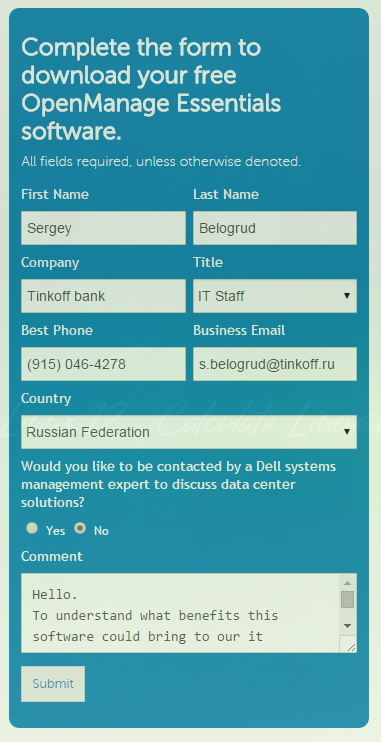 Complete the form to
download your free
OpenManage Essentials
software.
All fields required, unless otherwise denoted.
First Name Last Name
Sergey Belogrud
Company Title
Tinkoff bank IT Staff
Best Phone Business Email
(915) 046-4278 s.belogrud@tinkoff.ru
Country
Russian Federation
Would you like to be contacted by a Dell systems
management expert to discuss data center
solutions?
Yes No
Comment
Hello.
To understand what benefits this
software could bring to our it
Submit